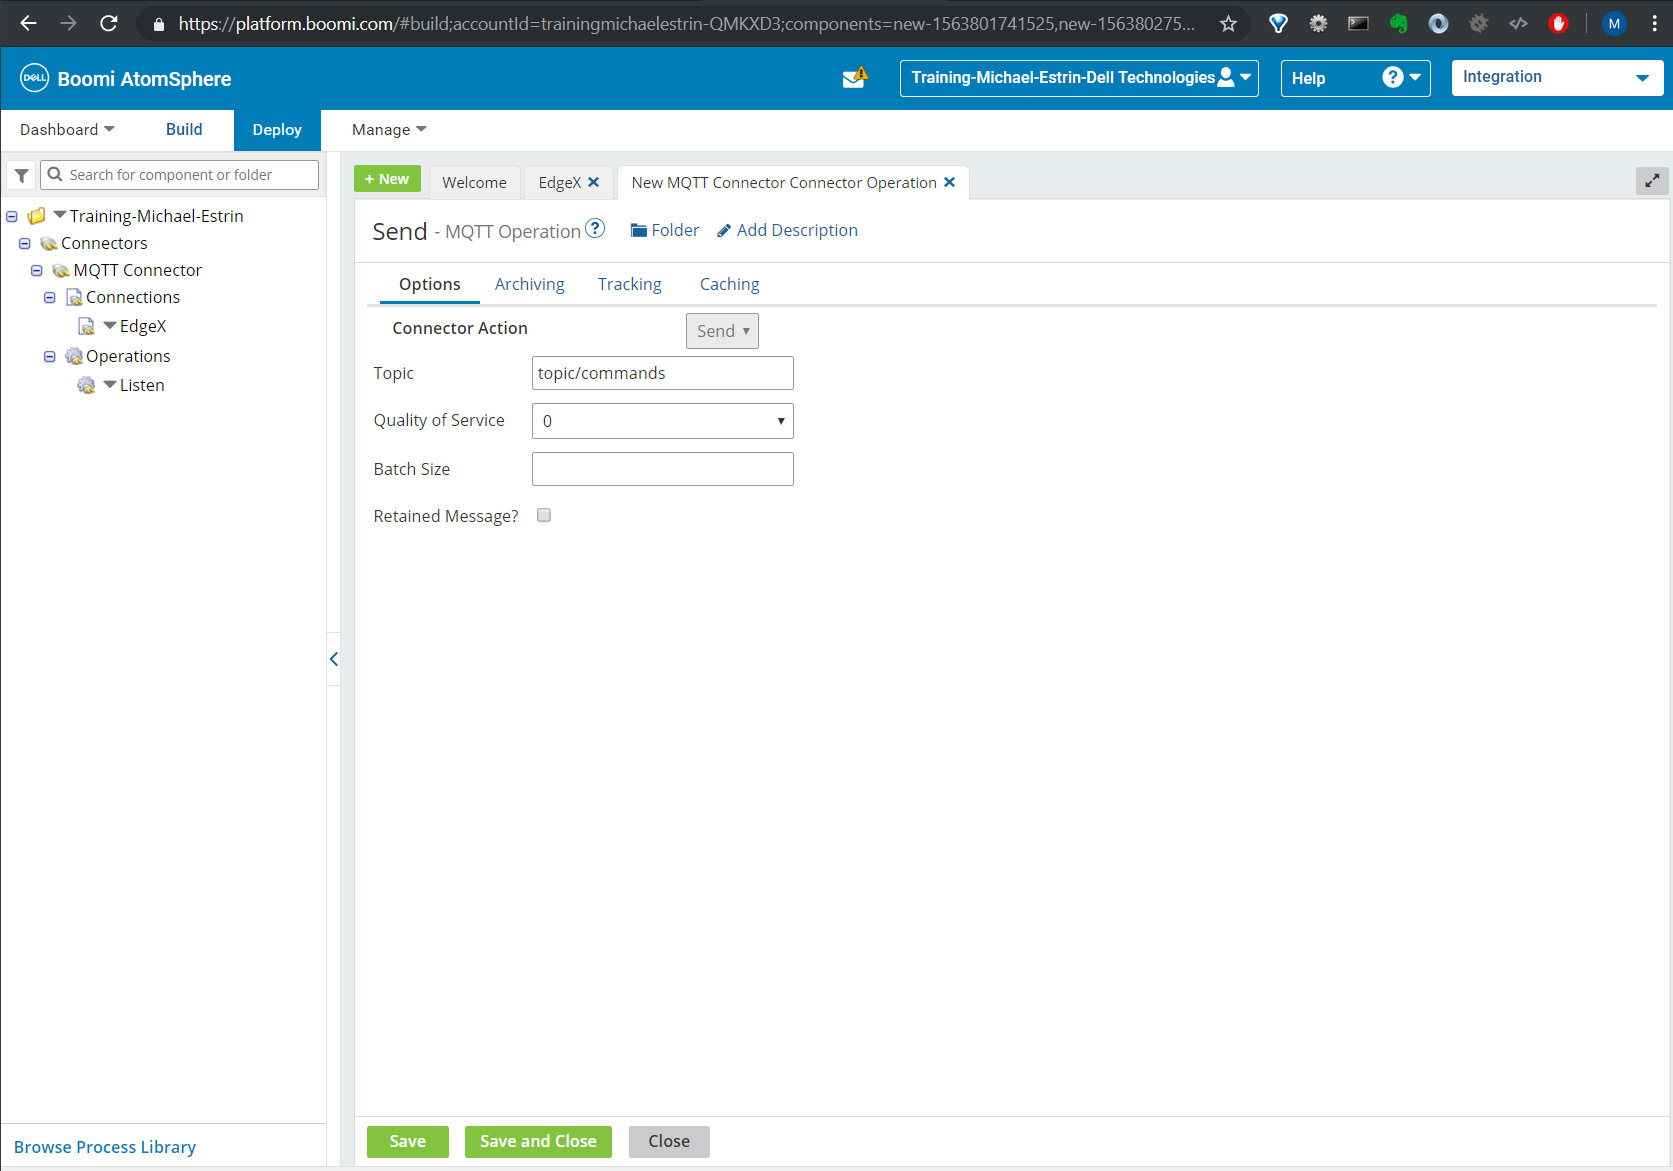 https://platform.boomi.com/#build;accountId=trainingmichaelestrin-QMKXD3;components=new-1563801741525,new-156380275...
M
DELL Boomi AtomSphere
Training-Michael-Estrin-Dell Technologies
Help ?
Integration
Dashboard Build Deploy Manage
Search for component or folder
+ New Welcome EdgeX New MQTT Connector Connector Operation
Training-Michael-Estrin
Connectors
MQTT Connector
Connections
EdgeX
Operations
Listen
Send - MQTT Operation ? Folder Add Description
Options Archiving Tracking Caching
Connector Action Send
Topic topic/commands
Quality of Service 0
Batch Size
Retained Message?
Browse Process Library
Save Save and Close Close